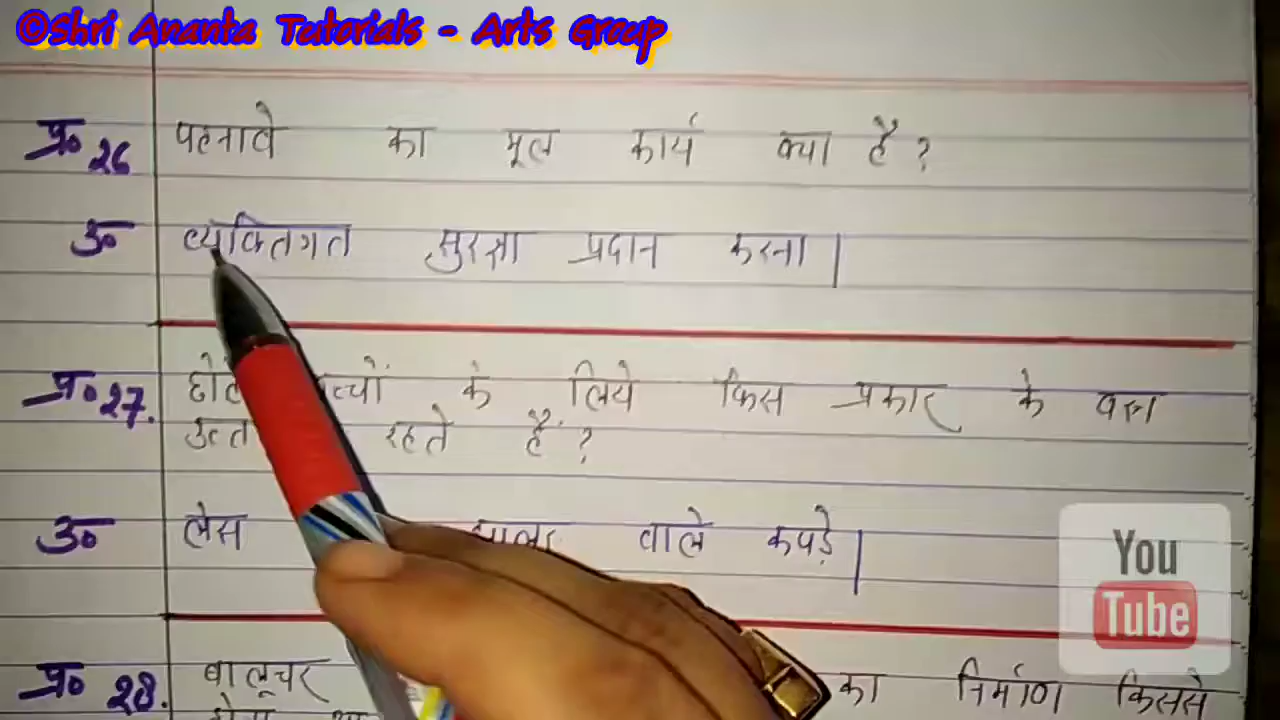 ©Shri Ananta Tutorials - Arts Group
प्र० 26 पहनावे का मूल कार्य क्या है ?
उ० व्यक्तिगत सुरक्षा प्रदान करना |
प्र० 27. के लिये किस प्रकार के वस्त्र
रहते हैं ?
उ० लेस वाले कपड़े |
प्र० 28. बालूचर का निर्माण किससे
You
Tube